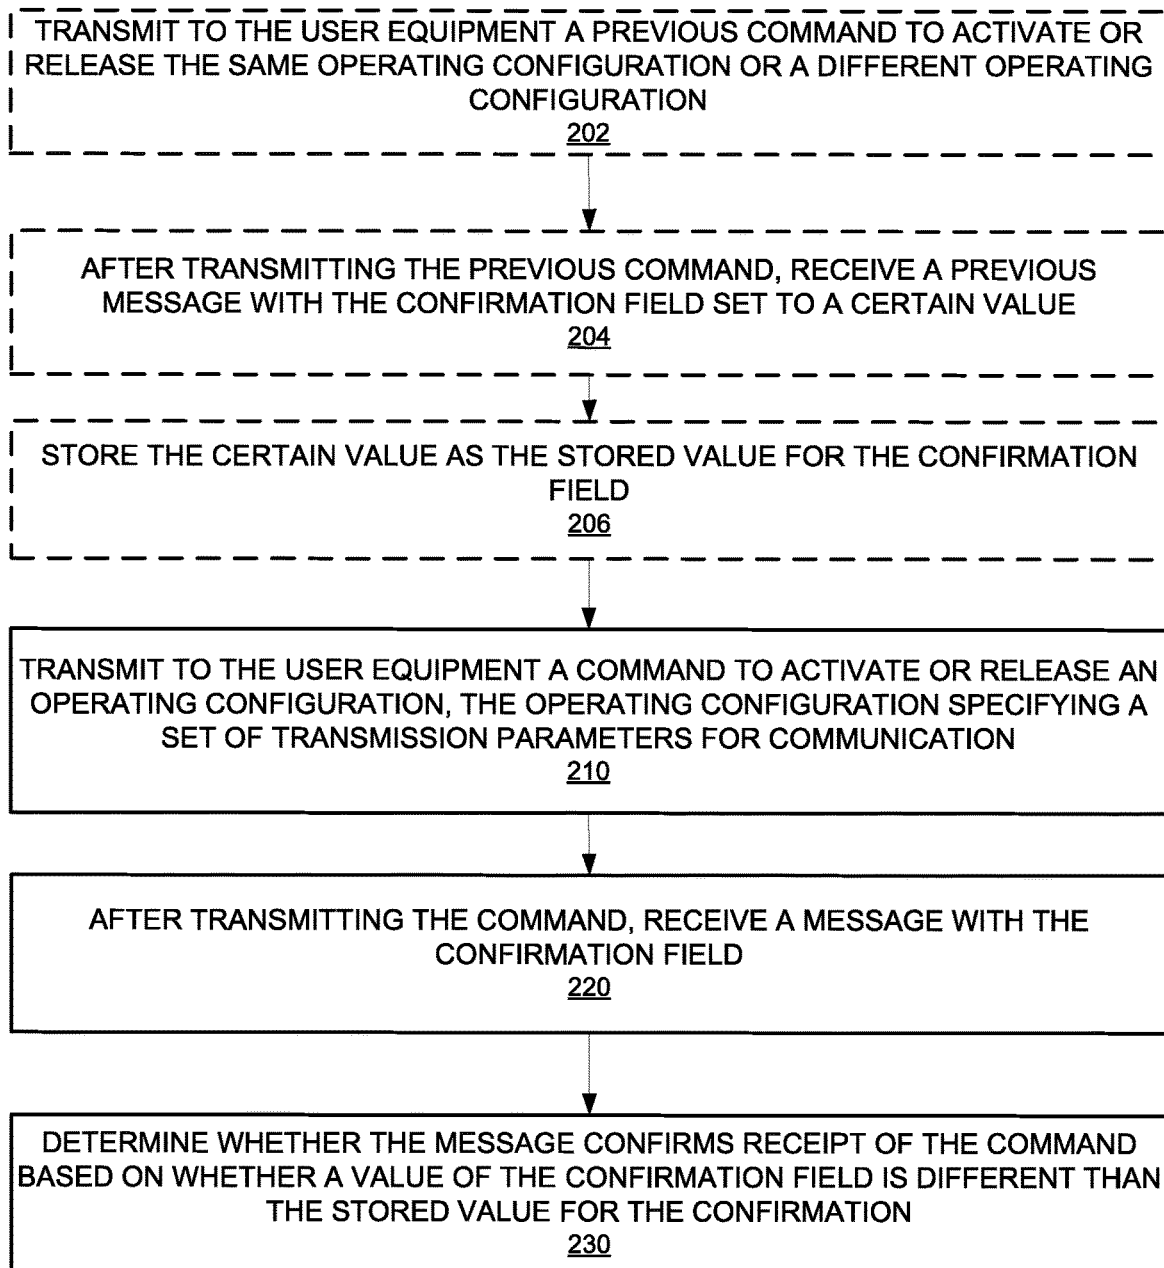 TRANSMIT TO THE USER EQUIPMENT A PREVIOUS COMMAND TO ACTIVATE OR
RELEASE THE SAME OPERATING CONFIGURATION OR A DIFFERENT OPERATING
CONFIGURATION
202
AFTER TRANSMITTING THE PREVIOUS COMMAND, RECEIVE A PREVIOUS
MESSAGE WITH THE CONFIRMATION FIELD SET TO A CERTAIN VALUE
204
STORE THE CERTAIN VALUE AS THE STORED VALUE FOR THE CONFIRMATION
FIELD
206
TRANSMIT TO THE USER EQUIPMENT A COMMAND TO ACTIVATE OR RELEASE AN
OPERATING CONFIGURATION, THE OPERATING CONFIGURATION SPECIFYING A
SET OF TRANSMISSION PARAMETERS FOR COMMUNICATION
210
AFTER TRANSMITTING THE COMMAND, RECEIVE A MESSAGE WITH THE
CONFIRMATION FIELD
220
DETERMINE WHETHER THE MESSAGE CONFIRMS RECEIPT OF THE COMMAND
BASED ON WHETHER A VALUE OF THE CONFIRMATION FIELD IS DIFFERENT THAN
THE STORED VALUE FOR THE CONFIRMATION
230